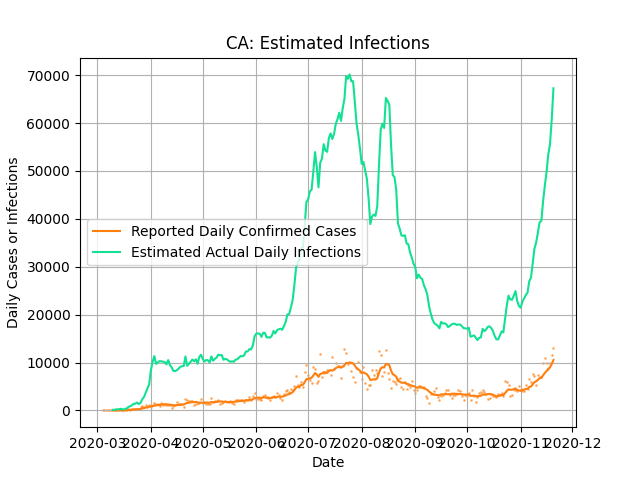 CA: Estimated Infections
70000
60000
50000
40000
30000
20000
10000
0
Daily Cases or Infections
Reported Daily Confirmed Cases
Estimated Actual Daily Infections
2020-03 2020-04 2020-05 2020-06 2020-07 2020-08 2020-09 2020-10 2020-11 2020-12
Date